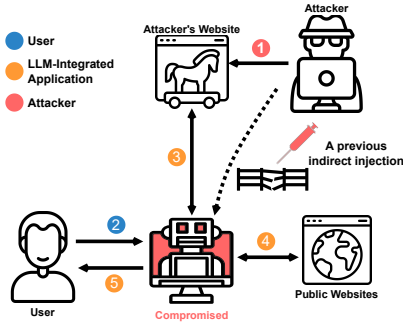 Attacker
Attacker's Website
User
LLM-Integrated
Application
Attacker
1
A previous
indirect injection
3
2
4
5
User
Compromised
Public Websites